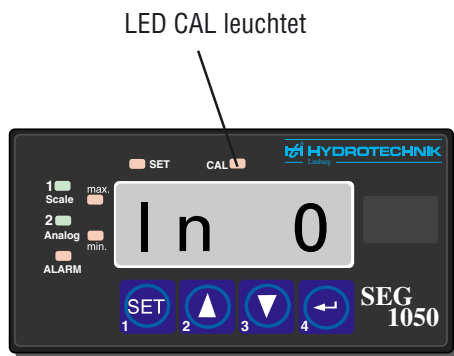 LED CAL leuchtet
HYDROTECHNIK
Limburg
SET CAL
1
Scale
max.
2
Analog
min.
ALARM
In 0
SET
1 2 3 4
SEG
1050